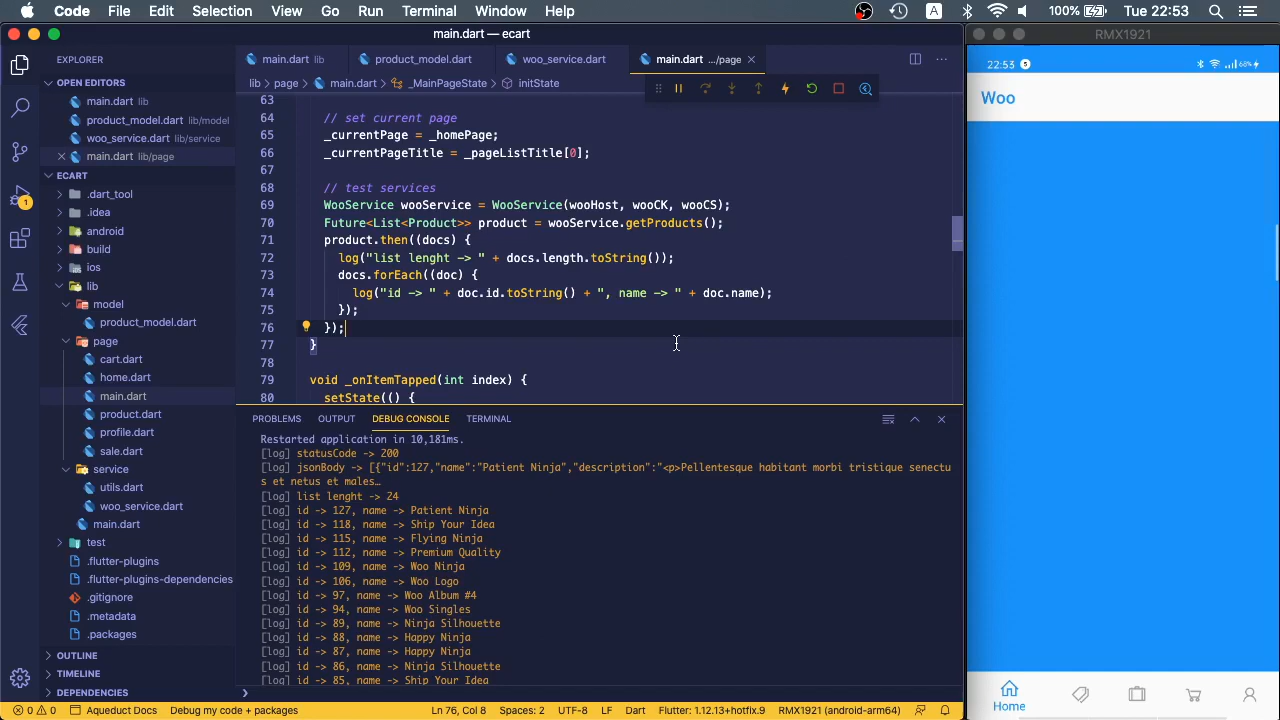 Code File Edit Selection View Go Run Terminal Window Help
A 100% Tue 22:53
main.dart — ecart
EXPLORER
OPEN EDITORS
main.dart lib
product_model.dart lib/model
woo_service.dart lib/service
main.dart lib/page
1
ECART
.dart_tool
.idea
android
build
ios
lib
model
product_model.dart
page
cart.dart
home.dart
main.dart
product.dart
profile.dart
sale.dart
service
utils.dart
woo_service.dart
main.dart
test
.flutter-plugins
.flutter-plugins-dependencies
.gitignore
.metadata
.packages
OUTLINE
TIMELINE
DEPENDENCIES
main.dart lib
product_model.dart
woo_service.dart
main.dart .../page
lib > page > main.dart > _MainPageState > initState
63
64 // set current page
65 _currentPage = _homePage;
66 _currentPageTitle = _pageListTitle[0];
67
68 // test services
69 WooService wooService = WooService(wooHost, wooCK, wooCS);
70 Future<List<Product>> product = wooService.getProducts();
71 product.then((docs) {
72 log("list lenght -> " + docs.length.toString());
73 docs.forEach((doc) {
74 log("id -> " + doc.id.toString() + ", name -> " + doc.name);
75 });
76 });
77 }
78
79 void _onItemTapped(int index) {
80 setState(() {
PROBLEMS OUTPUT DEBUG CONSOLE TERMINAL
Restarted application in 10,181ms.
[log] statusCode -> 200
[log] jsonBody -> [{"id":127,"name":"Patient Ninja","description":"<p>Pellentesque habitant morbi tristique senectu
s et netus et males…
[log] list lenght -> 24
[log] id -> 127, name -> Patient Ninja
[log] id -> 118, name -> Ship Your Idea
[log] id -> 115, name -> Flying Ninja
[log] id -> 112, name -> Premium Quality
[log] id -> 109, name -> Woo Ninja
[log] id -> 106, name -> Woo Logo
[log] id -> 97, name -> Woo Album #4
[log] id -> 94, name -> Woo Singles
[log] id -> 89, name -> Ninja Silhouette
[log] id -> 88, name -> Happy Ninja
[log] id -> 87, name -> Happy Ninja
[log] id -> 86, name -> Ninja Silhouette
[log] id -> 85, name -> Ship Your Idea
0 0 Aqueduct Docs Debug my code + packages Ln 76, Col 8 Spaces: 2 UTF-8 LF Dart Flutter: 1.12.13+hotfix.9 RMX1921 (android-arm64)
RMX1921
22:53 68%
Woo
Home